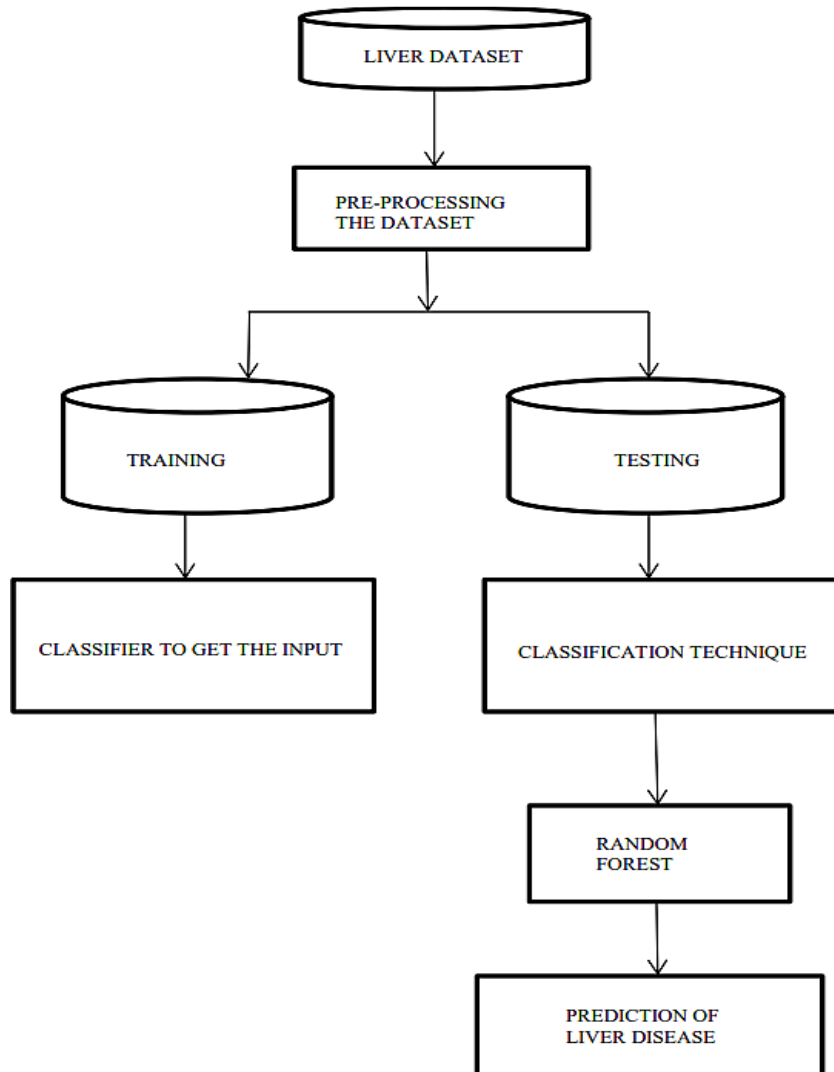 LIVER DATASET
PRE-PROCESSING
THE DATASET
TRAINING
TESTING
CLASSIFIER TO GET THE INPUT
CLASSIFICATION TECHNIQUE
RANDOM
FOREST
PREDICTION OF
LIVER DISEASE